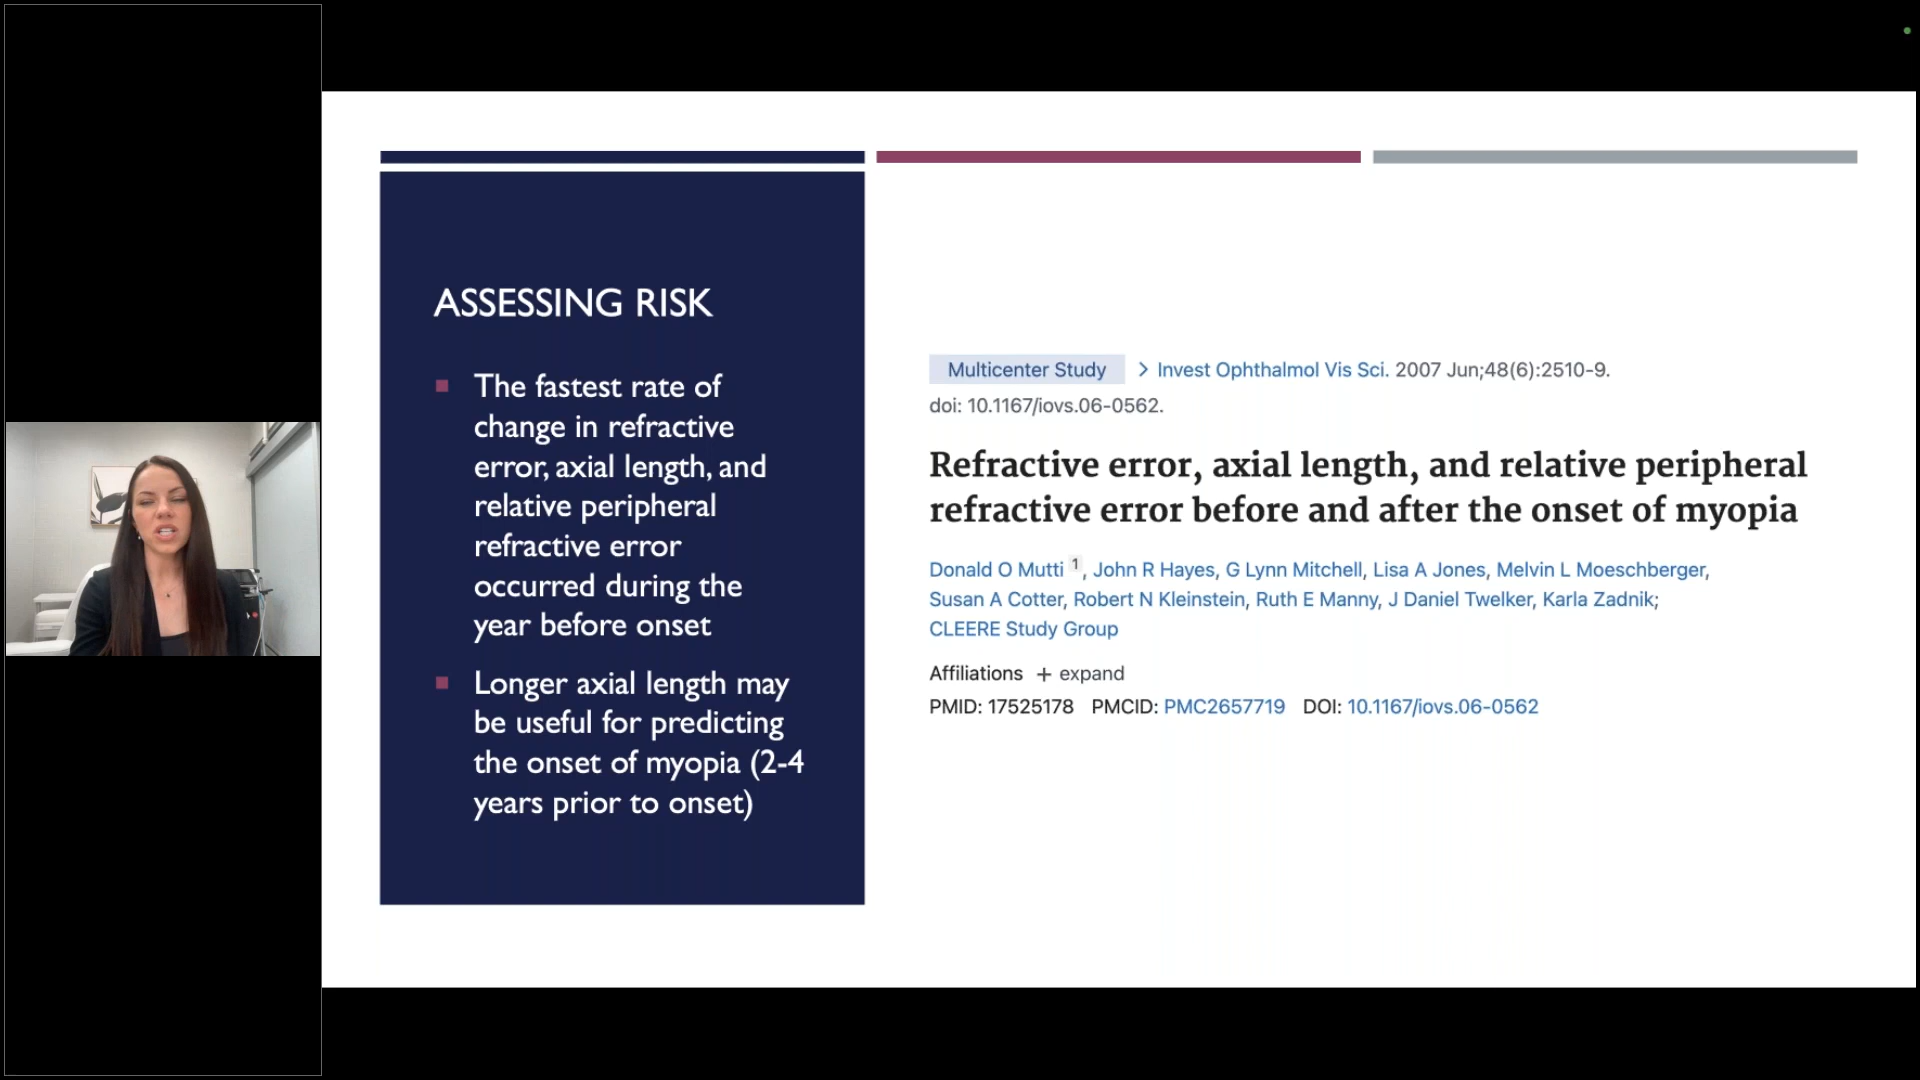 ASSESSING RISK
The fastest rate of
change in refractive
error, axial length, and
relative peripheral
refractive error
occurred during the
year before onset
Longer axial length may
be useful for predicting
the onset of myopia (2-4
years prior to onset)
Multicenter Study > Invest Ophthalmol Vis Sci. 2007 Jun;48(6):2510-9.
doi: 10.1167/iovs.06-0562.
Refractive error, axial length, and relative peripheral
refractive error before and after the onset of myopia
Donald O Mutti 1, John R Hayes, G Lynn Mitchell, Lisa A Jones, Melvin L Moeschberger,
Susan A Cotter, Robert N Kleinstein, Ruth E Manny, J Daniel Twelker, Karla Zadnik;
CLEERE Study Group
Affiliations + expand
PMID: 17525178 PMCID: PMC2657719 DOI: 10.1167/iovs.06-0562